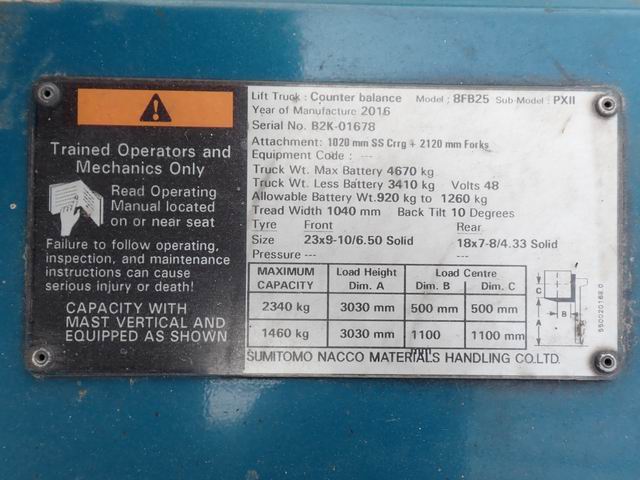 Trained Operators and
Mechanics Only
Read Operating
Manual located
on or near seat
Failure to follow operating,
inspection, and maintenance
instructions can cause
serious injury or death!
CAPACITY WITH
MAST VERTICAL AND
EQUIPPED AS SHOWN
Lift Truck: Counter balance Model: 8FB25 Sub-Model: PXII
Year of Manufacture 2016
Serial No. B2K-01678
Attachment: 1020 mm SS Crrg + 2120 mm Forks
Equipment Code: ---
Truck Wt. Max Battery 4670 kg
Truck Wt. Less Battery 3410 kg Volts 48
Allowable Battery Wt. 920 kg to 1260 kg
Tread Width 1040 mm Back Tilt 10 Degrees
Tyre Front Rear
Size 23x9-10/6.50 Solid 18x7-8/4.33 Solid
Pressure --- ---
MAXIMUM CAPACITY Load Height Dim. A Load Centre Dim. B Dim. C
2340 kg 3030 mm 500 mm 500 mm
1460 kg 3030 mm 1100 mm 1100 mm
C
B
A
550020168.0
SUMITOMO NACCO MATERIALS HANDLING CO.LTD.